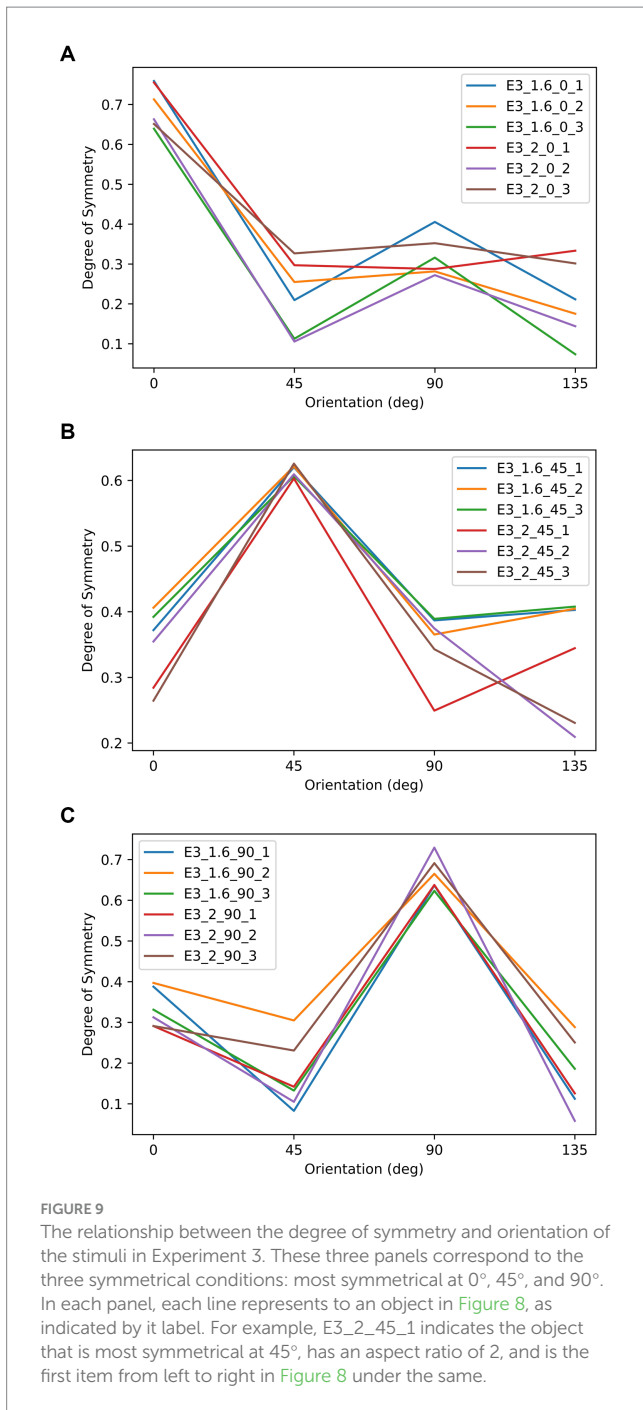 A
0.7
0.6
0.5
0.4
0.3
0.2
0.1
Degree of Symmetry
E3_1.6_0_1
E3_1.6_0_2
E3_1.6_0_3
E3_2_0_1
E3_2_0_2
E3_2_0_3
0 45 90 135
Orientation (deg)
B
0.6
0.5
0.4
0.3
0.2
Degree of Symmetry
E3_1.6_45_1
E3_1.6_45_2
E3_1.6_45_3
E3_2_45_1
E3_2_45_2
E3_2_45_3
0 45 90 135
Orientation (deg)
C
0.7
0.6
0.5
0.4
0.3
0.2
0.1
Degree of Symmetry
E3_1.6_90_1
E3_1.6_90_2
E3_1.6_90_3
E3_2_90_1
E3_2_90_2
E3_2_90_3
0 45 90 135
Orientation (deg)
FIGURE 9
The relationship between the degree of symmetry and orientation of
the stimuli in Experiment 3. These three panels correspond to the
three symmetrical conditions: most symmetrical at 0°, 45°, and 90°.
In each panel, each line represents to an object in Figure 8, as
indicated by it label. For example, E3_2_45_1 indicates the object
that is most symmetrical at 45°, has an aspect ratio of 2, and is the
first item from left to right in Figure 8 under the same.